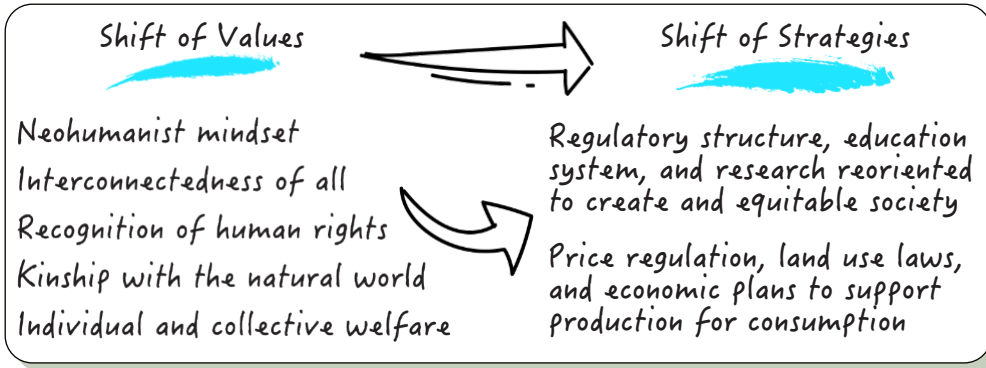 Shift of Values
Neohumanist mindset
Interconnectedness of all
Recognition of human rights
Kinship with the natural world
Individual and collective welfare
Shift of Strategies
Regulatory structure, education
system, and research reoriented
to create and equitable society
Price regulation, land use laws,
and economic plans to support
production for consumption